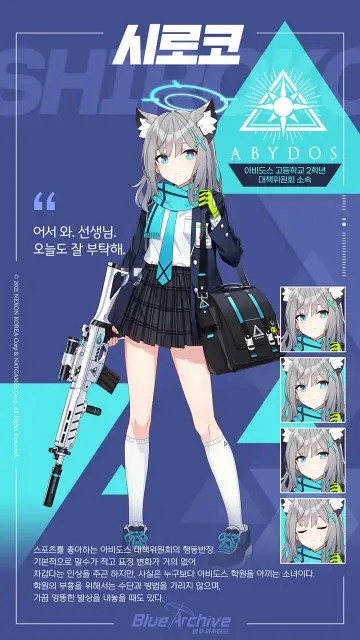 시로코
SHIROKO
ABYDOS
아비도스 고등학교 2학년
대책위원회 소속
어서 와. 선생님.
오늘도 잘 부탁해.
© 2021 NEXON KOREA Corp. & NAT GAMES Corp. All Rights Reserved.
스포츠를 좋아하는 아비도스 대책위원회의 행동반장.
기본적으로 말수가 적고 표정 변화가 거의 없어
차갑다는 인상을 주곤 하지만, 사실은 누구보다 아비도스 학원을 아끼는 소녀이다.
학원의 부흥을 위해서는 수단과 방법을 가리지 않으며,
가끔 엉뚱한 발상을 내놓을 때도 있다.
Blue Archive
블루 아카이브